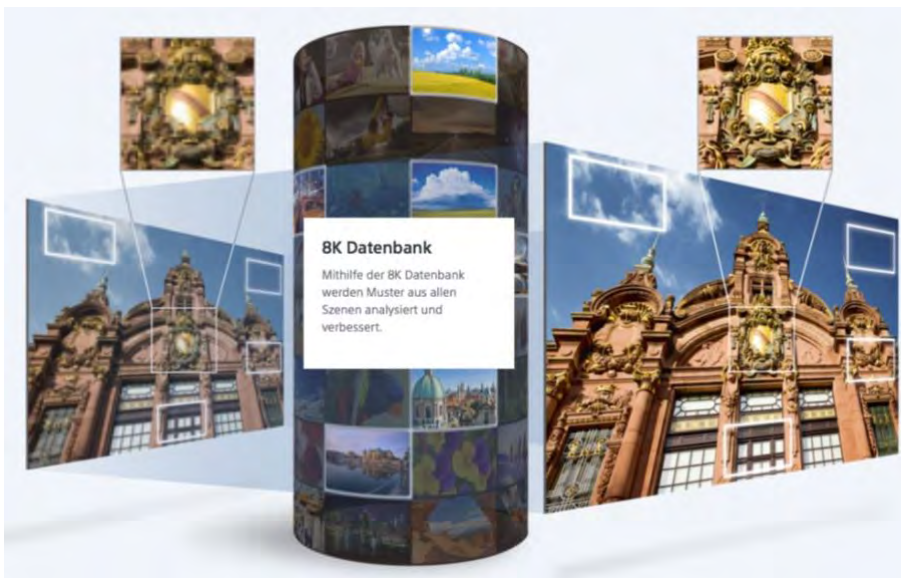 8K Datenbank
Mithilfe der 8K Datenbank
werden Muster aus allen
Szenen analysiert und
verbessert.